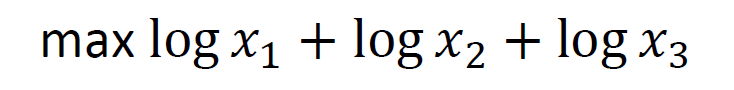 max log x₁ + log x₂ + log x₃